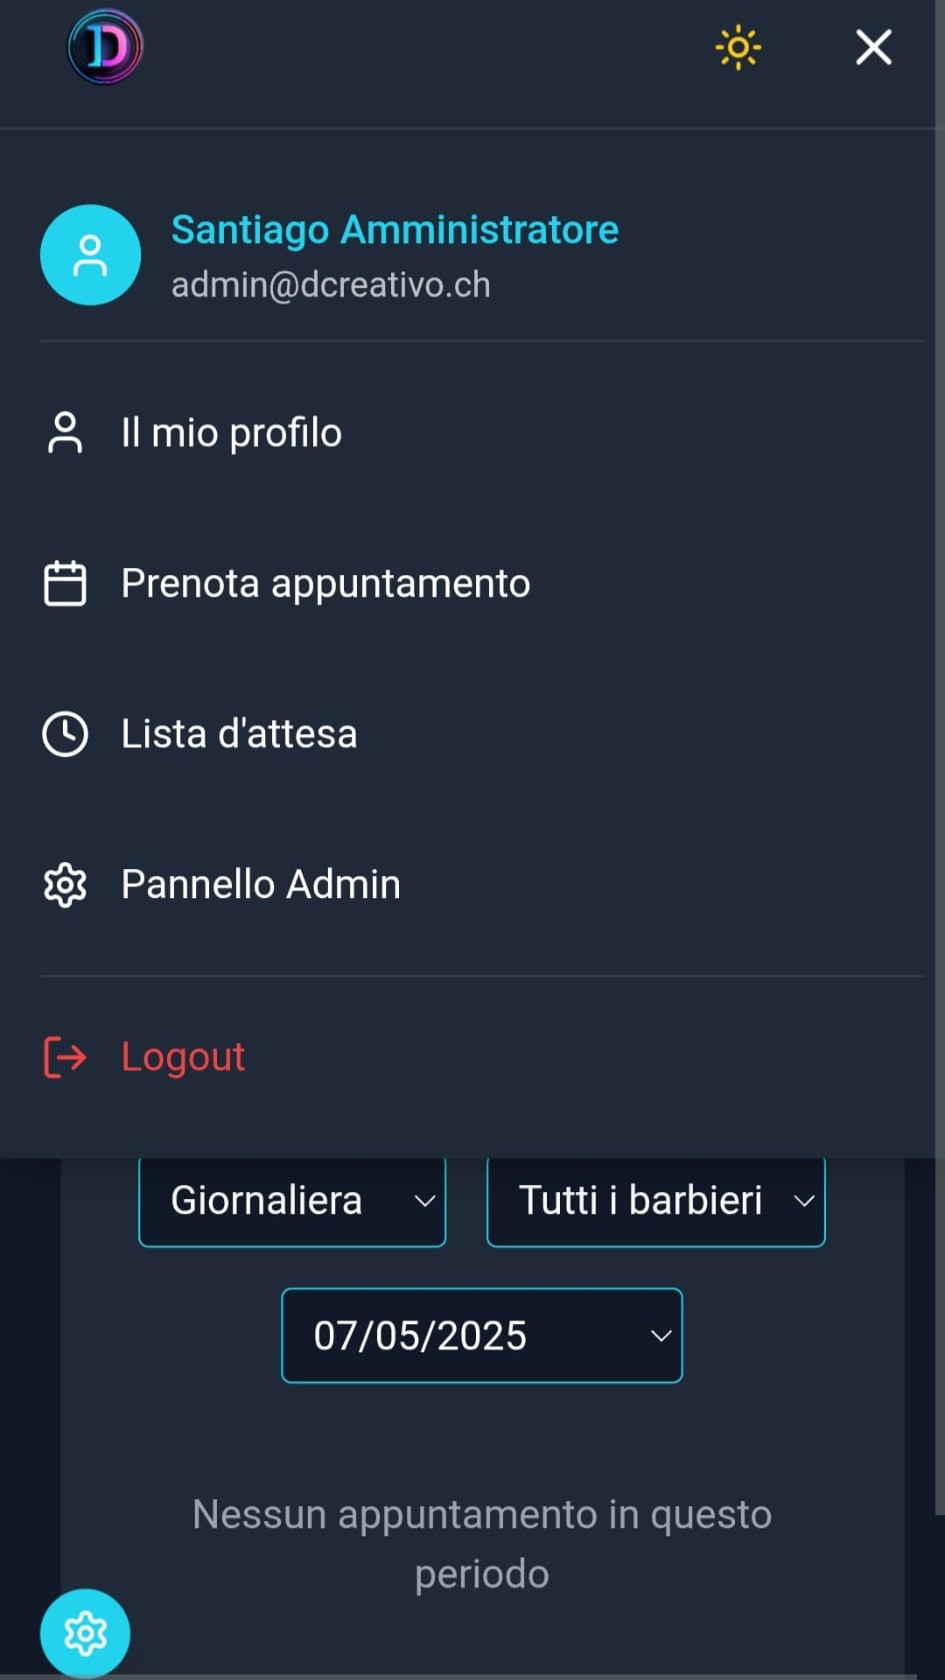 D
Santiago Amministratore
admin@dcreativo.ch
Il mio profilo
Prenota appuntamento
Lista d'attesa
Pannello Admin
Logout
Giornaliera Tutti i barbieri
07/05/2025
Nessun appuntamento in questo
periodo